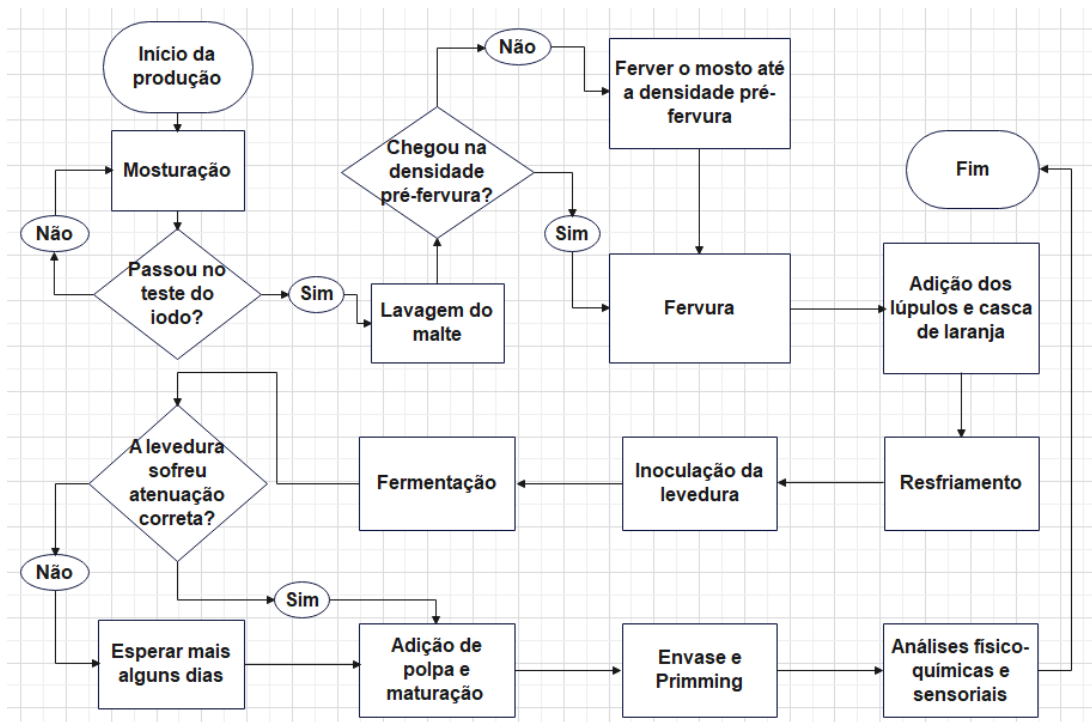 Início da
produção
Mosturação
Não
Passou no
teste do
iodo?
Sim
Lavagem do
malte
Chegou na
densidade
pré-fervura?
Não
Ferver o mosto até
a densidade pré-
fervura
Sim
Fervura
Adição dos
lúpulos e casca
de laranja
Resfriamento
Inoculação da
levedura
Fermentação
A levedura
sofreu
atenuação
correta?
Não
Esperar mais
alguns dias
Sim
Adição de
polpa e
maturação
Envase e
Primming
Análises físico-
químicas e
sensoriais
Fim